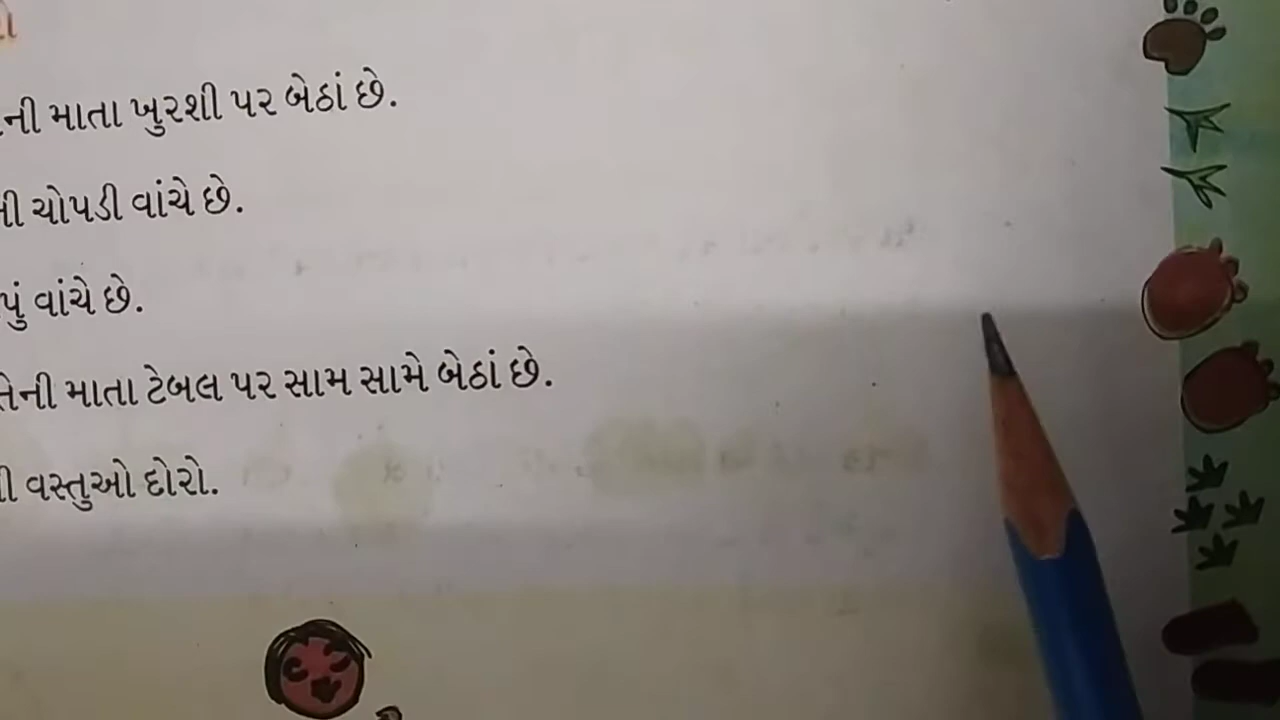 માતા ખુરશી પર બેઠાં છે.
ચોપડી વાંચે છે.
વાંચે છે.
તેની માતા ટેબલ પર સામ સામે બેઠાં છે.
વસ્તુઓ દોરો.